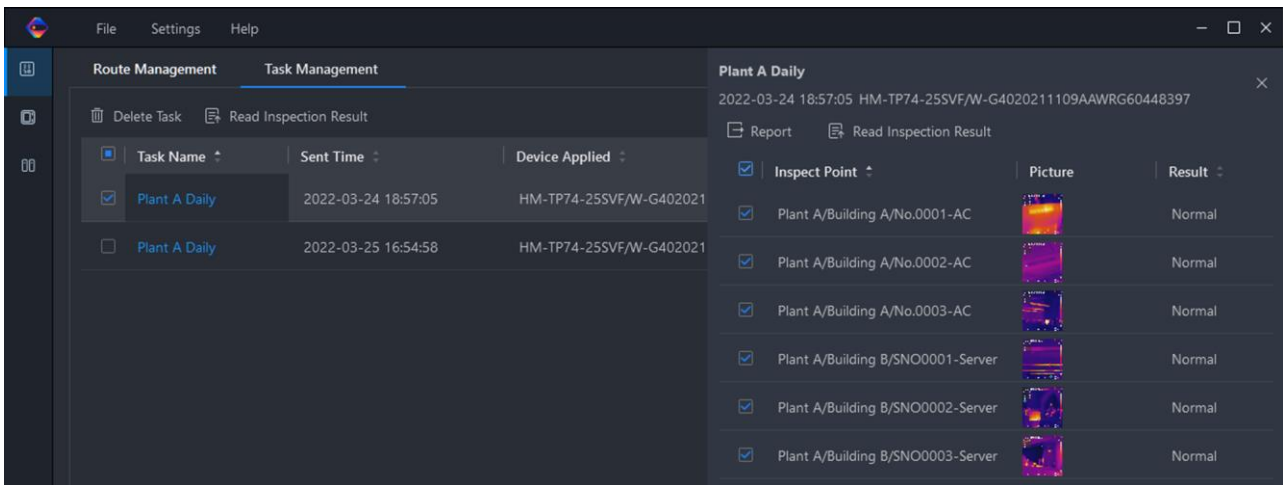 File Settings Help
Route Management Task Management
Delete Task Read Inspection Result
Task Name Sent Time Device Applied
Plant A Daily 2022-03-24 18:57:05 HM-TP74-25SVF/W-G402021
Plant A Daily 2022-03-25 16:54:58 HM-TP74-25SVF/W-G402021
Plant A Daily
2022-03-24 18:57:05 HM-TP74-25SVF/W-G4020211109AAWRG60448397
Report Read Inspection Result
Inspect Point Picture Result
Plant A/Building A/No.0001-AC Normal
Plant A/Building A/No.0002-AC Normal
Plant A/Building A/No.0003-AC Normal
Plant A/Building B/SNO0001-Server Normal
Plant A/Building B/SNO0002-Server Normal
Plant A/Building B/SNO0003-Server Normal